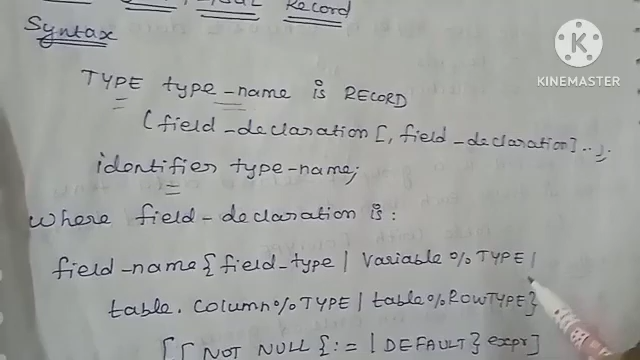 Record
Syntax
TYPE type-name is RECORD
(field-declaration[, field-declaration]...);
identifier type-name;
where field-declaration is:
field-name{field-type | variable%TYPE |
table.column%TYPE | table%ROWTYPE}
[[NOT NULL {:= | DEFAULT} expr]
K
KINEMASTER